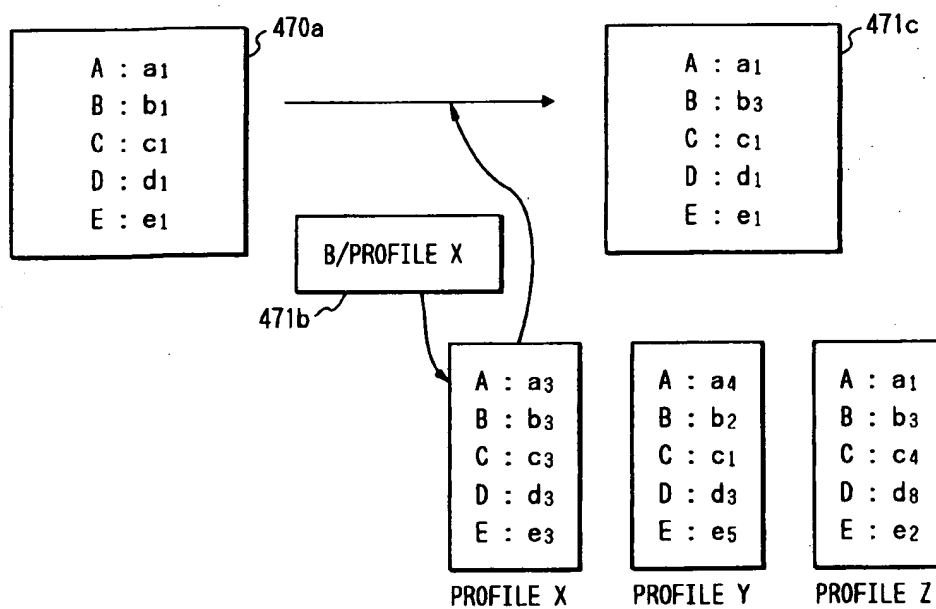 470a
A : a1
B : b1
C : c1
D : d1
E : e1
471c
A : a1
B : b3
C : c1
D : d1
E : e1
B/PROFILE X
471b
A : a3
B : b3
C : c3
D : d3
E : e3
PROFILE X
A : a4
B : b2
C : c1
D : d3
E : e5
PROFILE Y
A : a1
B : b3
C : c4
D : d8
E : e2
PROFILE Z